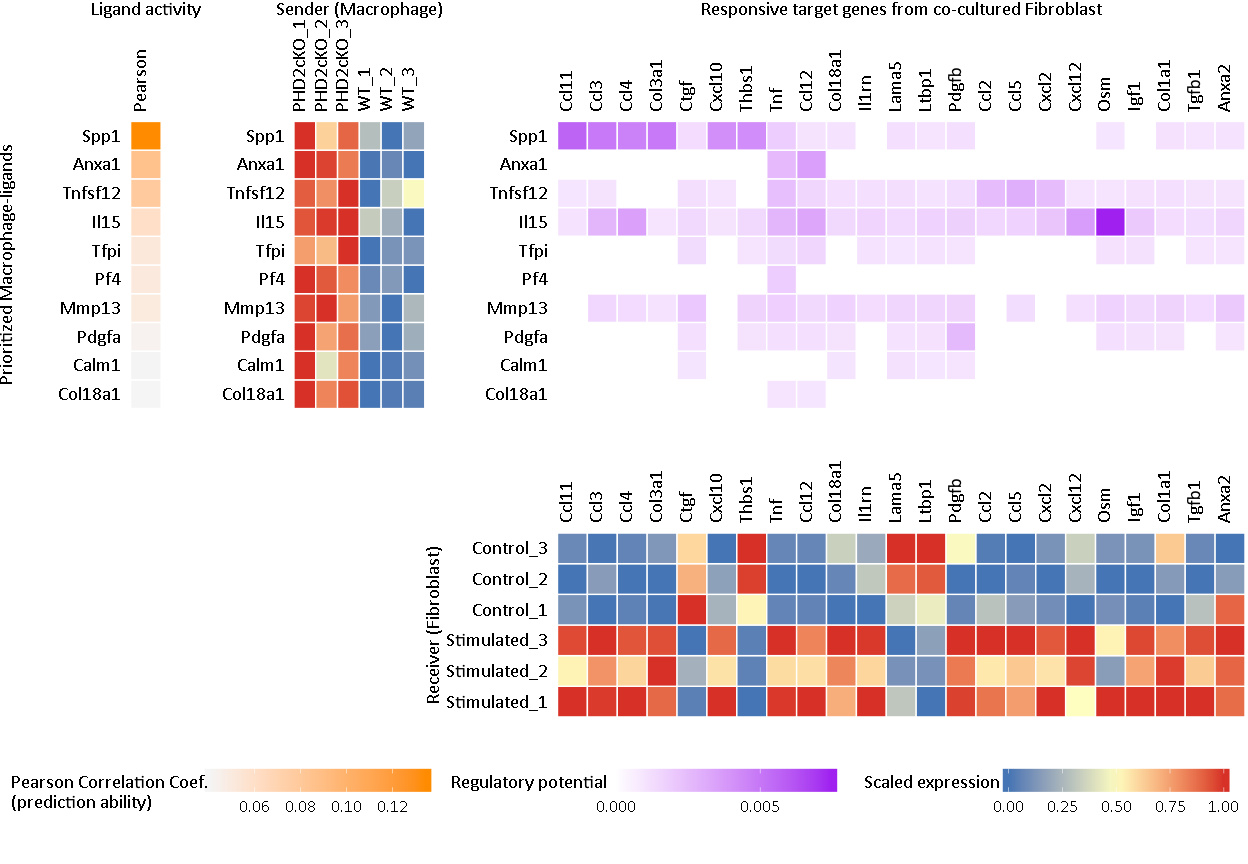 Ligand activity
Sender (Macrophage)
Responsive target genes from co-cultured Fibroblast
Pearson
PHD2cKO_1
PHD2cKO_2
PHD2cKO_3
WT_1
WT_2
WT_3
Ccl11
Ccl3
Ccl4
Col3a1
Ctgf
Cxcl10
Thbs1
Tnf
Ccl12
Col18a1
Il1rn
Lama5
Ltbp1
Pdgfb
Ccl2
Ccl5
Cxcl2
Cxcl12
Osm
Igf1
Col1a1
Tgfb1
Anxa2
Prioritized Macrophage-ligands
Spp1
Anxa1
Tnfsf12
Il15
Tfpi
Pf4
Mmp13
Pdgfa
Calm1
Col18a1
Spp1
Anxa1
Tnfsf12
Il15
Tfpi
Pf4
Mmp13
Pdgfa
Calm1
Col18a1
Spp1
Anxa1
Tnfsf12
Il15
Tfpi
Pf4
Mmp13
Pdgfa
Calm1
Col18a1
Ccl11
Ccl3
Ccl4
Col3a1
Ctgf
Cxcl10
Thbs1
Tnf
Ccl12
Col18a1
Il1rn
Lama5
Ltbp1
Pdgfb
Ccl2
Ccl5
Cxcl2
Cxcl12
Osm
Igf1
Col1a1
Tgfb1
Anxa2
Receiver (Fibroblast)
Control_3
Control_2
Control_1
Stimulated_3
Stimulated_2
Stimulated_1
Pearson Correlation Coef.
(prediction ability)
0.06 0.08 0.10 0.12
Regulatory potential
0.000 0.005
Scaled expression
0.00 0.25 0.50 0.75 1.00